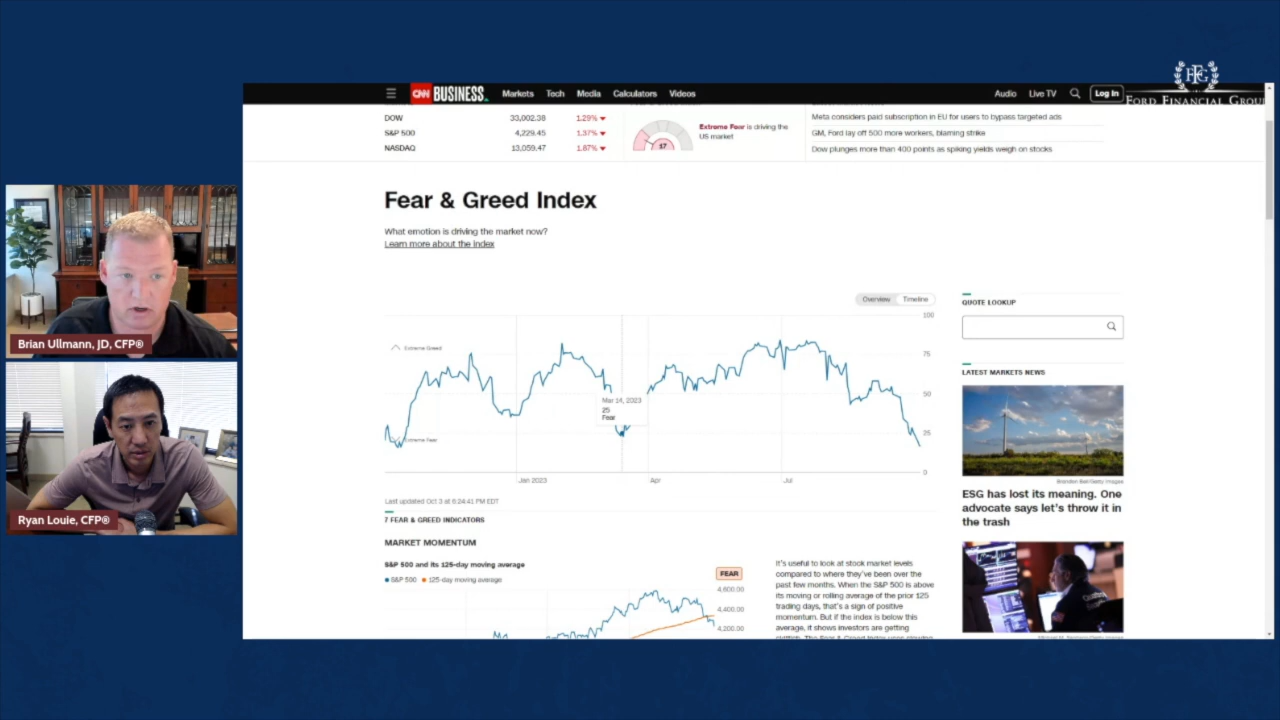 FFG
FORD FINANCIAL GROUP
CNN BUSINESS
Markets Tech Media Calculators Videos
Audio Live TV Log In
DOW 33,002.38 1.29%
S&P 500 4,229.45 1.37%
NASDAQ 13,059.47 1.87%
17
Extreme Fear is driving the
US market
Meta considers paid subscription in EU for users to bypass targeted ads
GM, Ford lay off 500 more workers, blaming strike
Dow plunges more than 400 points as spiking yields weigh on stocks
Fear & Greed Index
What emotion is driving the market now?
Learn more about the index
Overview Timeline
100
75
50
25
0
Extreme Greed
Extreme Fear
Mar 14, 2023
25
Fear
Jan 2023 Apr Jul
Last updated Oct 3 at 6:24:41 PM EDT
7 FEAR & GREED INDICATORS
MARKET MOMENTUM
S&P 500 and its 125-day moving average
S&P 500 125-day moving average
FEAR
4,600.00
4,400.00
4,200.00
It's useful to look at stock market levels
compared to where they've been over the
past few months. When the S&P 500 is above
its moving or rolling average of the prior 125
trading days, that's a sign of positive
momentum. But if the index is below this
average, it shows investors are getting
QUOTE LOOKUP
LATEST MARKETS NEWS
Brandon Bell/Getty Images
ESG has lost its meaning. One
advocate says let's throw it in
the trash
Brian Ullmann, JD, CFP®
Ryan Louie, CFP®